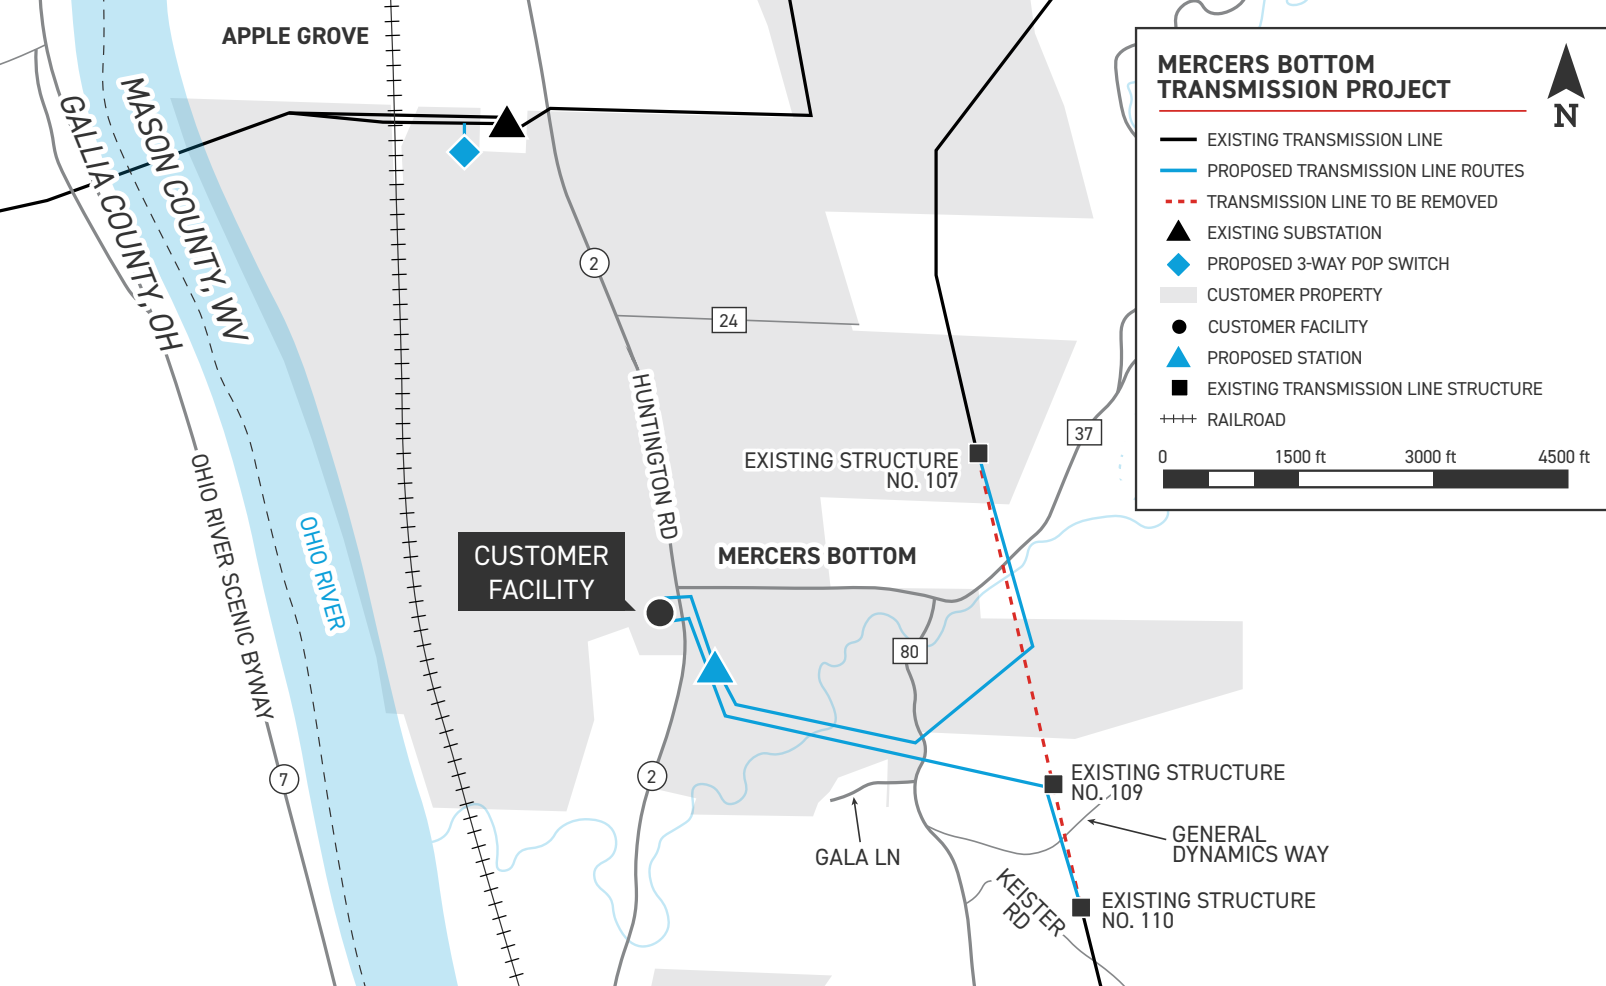 APPLE GROVE
MASON COUNTY, WV
GALLIA COUNTY, OH
MERCERS BOTTOM
TRANSMISSION PROJECT
N
EXISTING TRANSMISSION LINE
PROPOSED TRANSMISSION LINE ROUTES
TRANSMISSION LINE TO BE REMOVED
EXISTING SUBSTATION
PROPOSED 3-WAY POP SWITCH
CUSTOMER PROPERTY
CUSTOMER FACILITY
PROPOSED STATION
EXISTING TRANSMISSION LINE STRUCTURE
RAILROAD
0 1500 ft 3000 ft 4500 ft
2
24
HUNTINGTON RD
37
EXISTING STRUCTURE
NO. 107
OHIO RIVER SCENIC BYWAY
OHIO RIVER
CUSTOMER
FACILITY
MERCERS BOTTOM
80
7
2
EXISTING STRUCTURE
NO. 109
GALA LN
GENERAL
DYNAMICS WAY
KEISTER
RD
EXISTING STRUCTURE
NO. 110